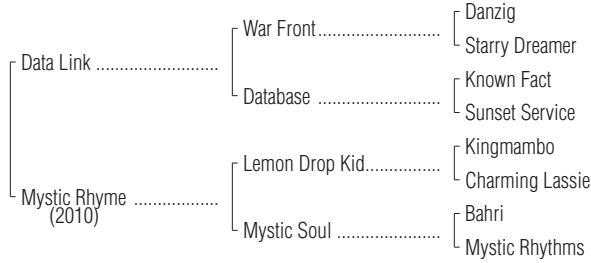 Danzig
War Front..........................
Starry Dreamer
Data Link ..........................
Known Fact
Database ..........................
Sunset Service
Kingmambo
Lemon Drop Kid................
Charming Lassie
Mystic Rhyme ..................
(2010)
Bahri
Mystic Soul ......................
Mystic Rhythms